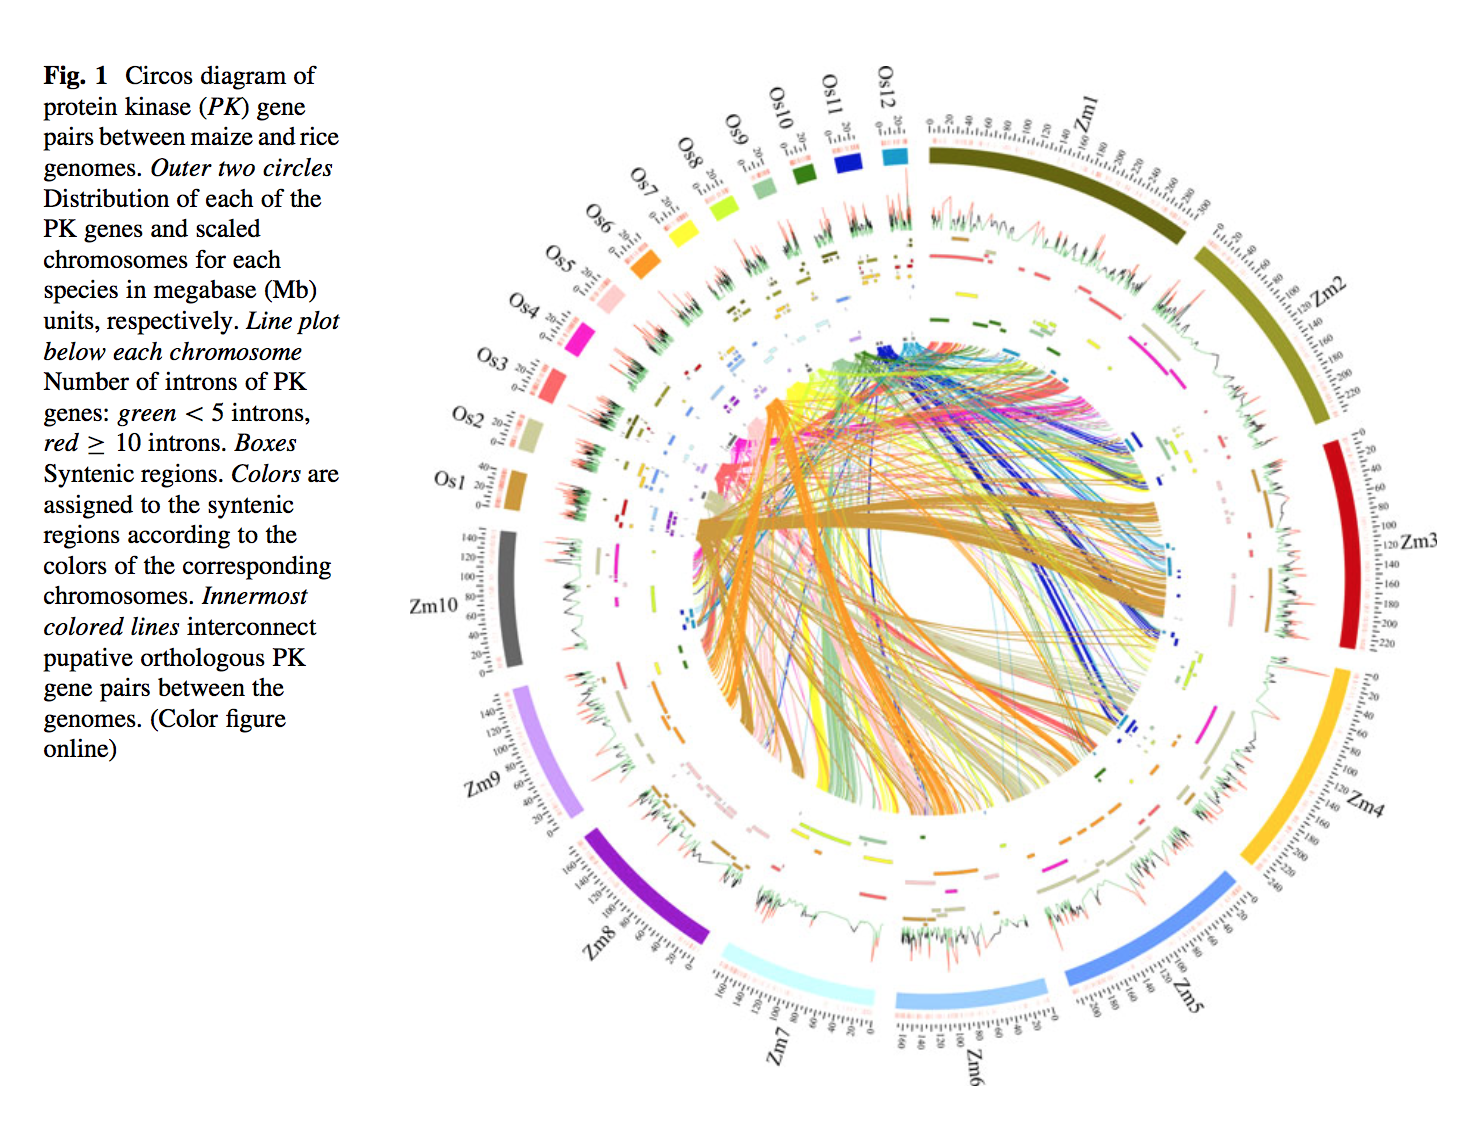 Fig. 1 Circos diagram of
protein kinase (PK) gene
pairs between maize and rice
genomes. Outer two circles
Distribution of each of the
PK genes and scaled
chromosomes for each
species in megabase (Mb)
units, respectively. Line plot
below each chromosome
Number of introns of PK
genes: green < 5 introns,
red ≥ 10 introns. Boxes
Syntenic regions. Colors are
assigned to the syntenic
regions according to the
colors of the corresponding
chromosomes. Innermost
colored lines interconnect
pupative orthologous PK
gene pairs between the
genomes. (Color figure
online)
Zm1
0 20 40 60 80 100 120 140 160 180 200 220 240 260 280 300
Zm2
0 20 40 60 80 100 120 140 160 180 200 220
Zm3
0 20 40 60 80 100 120 140 160 180 200 220
Zm4
0 20 40 60 80 100 120 140 160 180 200 220 240
Zm5
0 20 40 60 80 100 120 140 160 180 200
Zm6
0 20 40 60 80 100 120 140 160
Zm7
0 20 40 60 80 100 120 140 160
Zm8
0 20 40 60 80 100 120 140 160
Zm9
0 20 40 60 80 100 120 140
Zm10
0 20 40 60 80 100 120 140
Os1
0 20 40
Os2
0 20
Os3
0 20
Os4
0 20
Os5
0 20
Os6
0 20
Os7
0 20
Os8
0 20
Os9
0 20
Os10
0 20
Os11
0 20
Os12
0 20